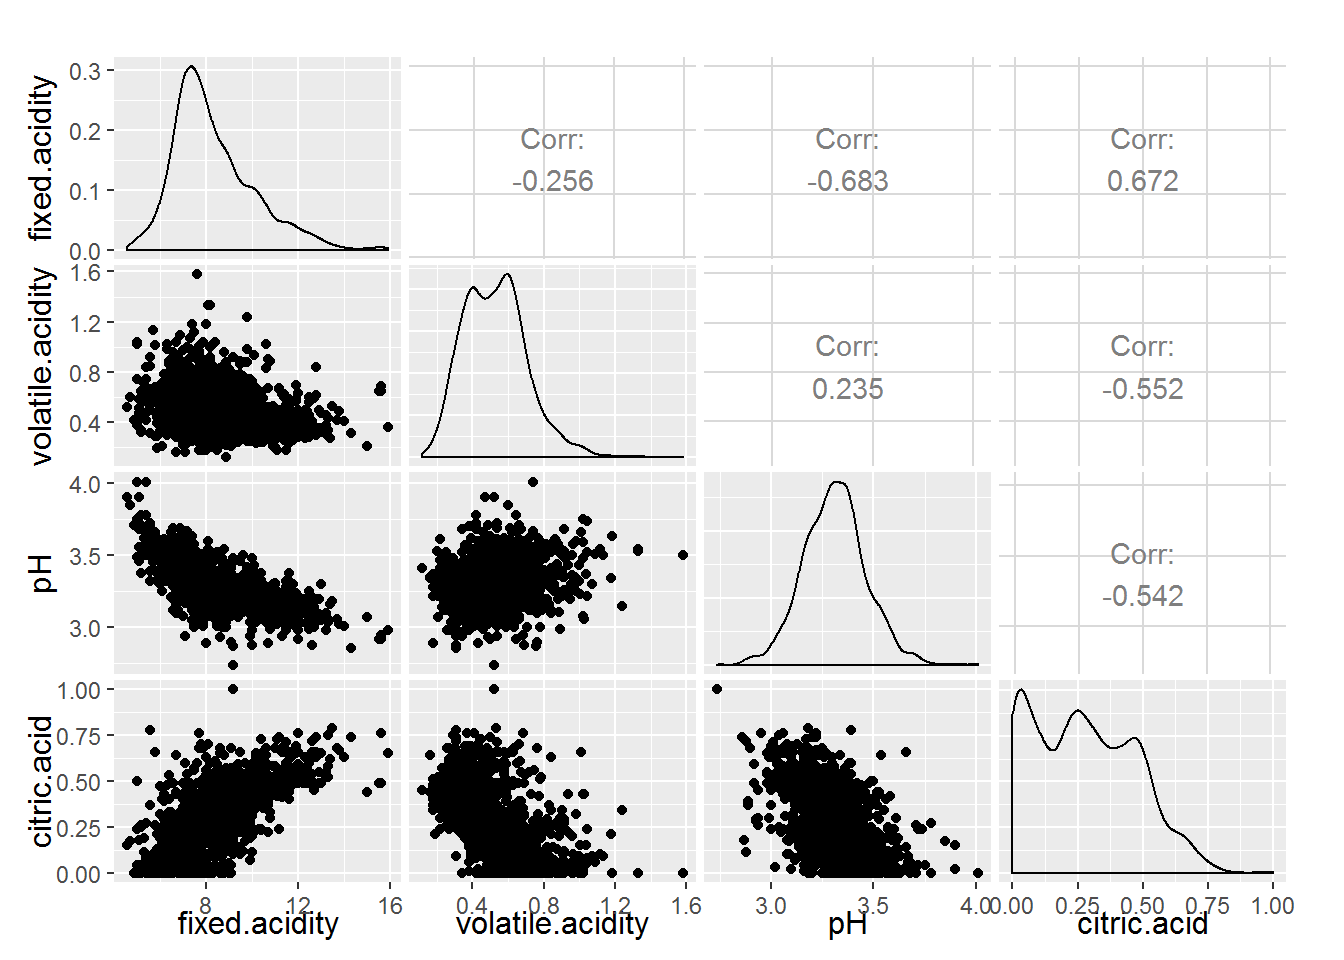 fixed.acidity
0.3
0.2
0.1
0.0
Corr:
-0.256
Corr:
-0.683
Corr:
0.672
volatile.acidity
1.6
1.2
0.8
0.4
Corr:
0.235
Corr:
-0.552
pH
4.0
3.5
3.0
Corr:
-0.542
citric.acid
1.00
0.75
0.50
0.25
0.00
8 12 16
0.4 0.8 1.2 1.6
3.0 3.5 4.0
0.00 0.25 0.50 0.75 1.00
fixed.acidity
volatile.acidity
pH
citric.acid